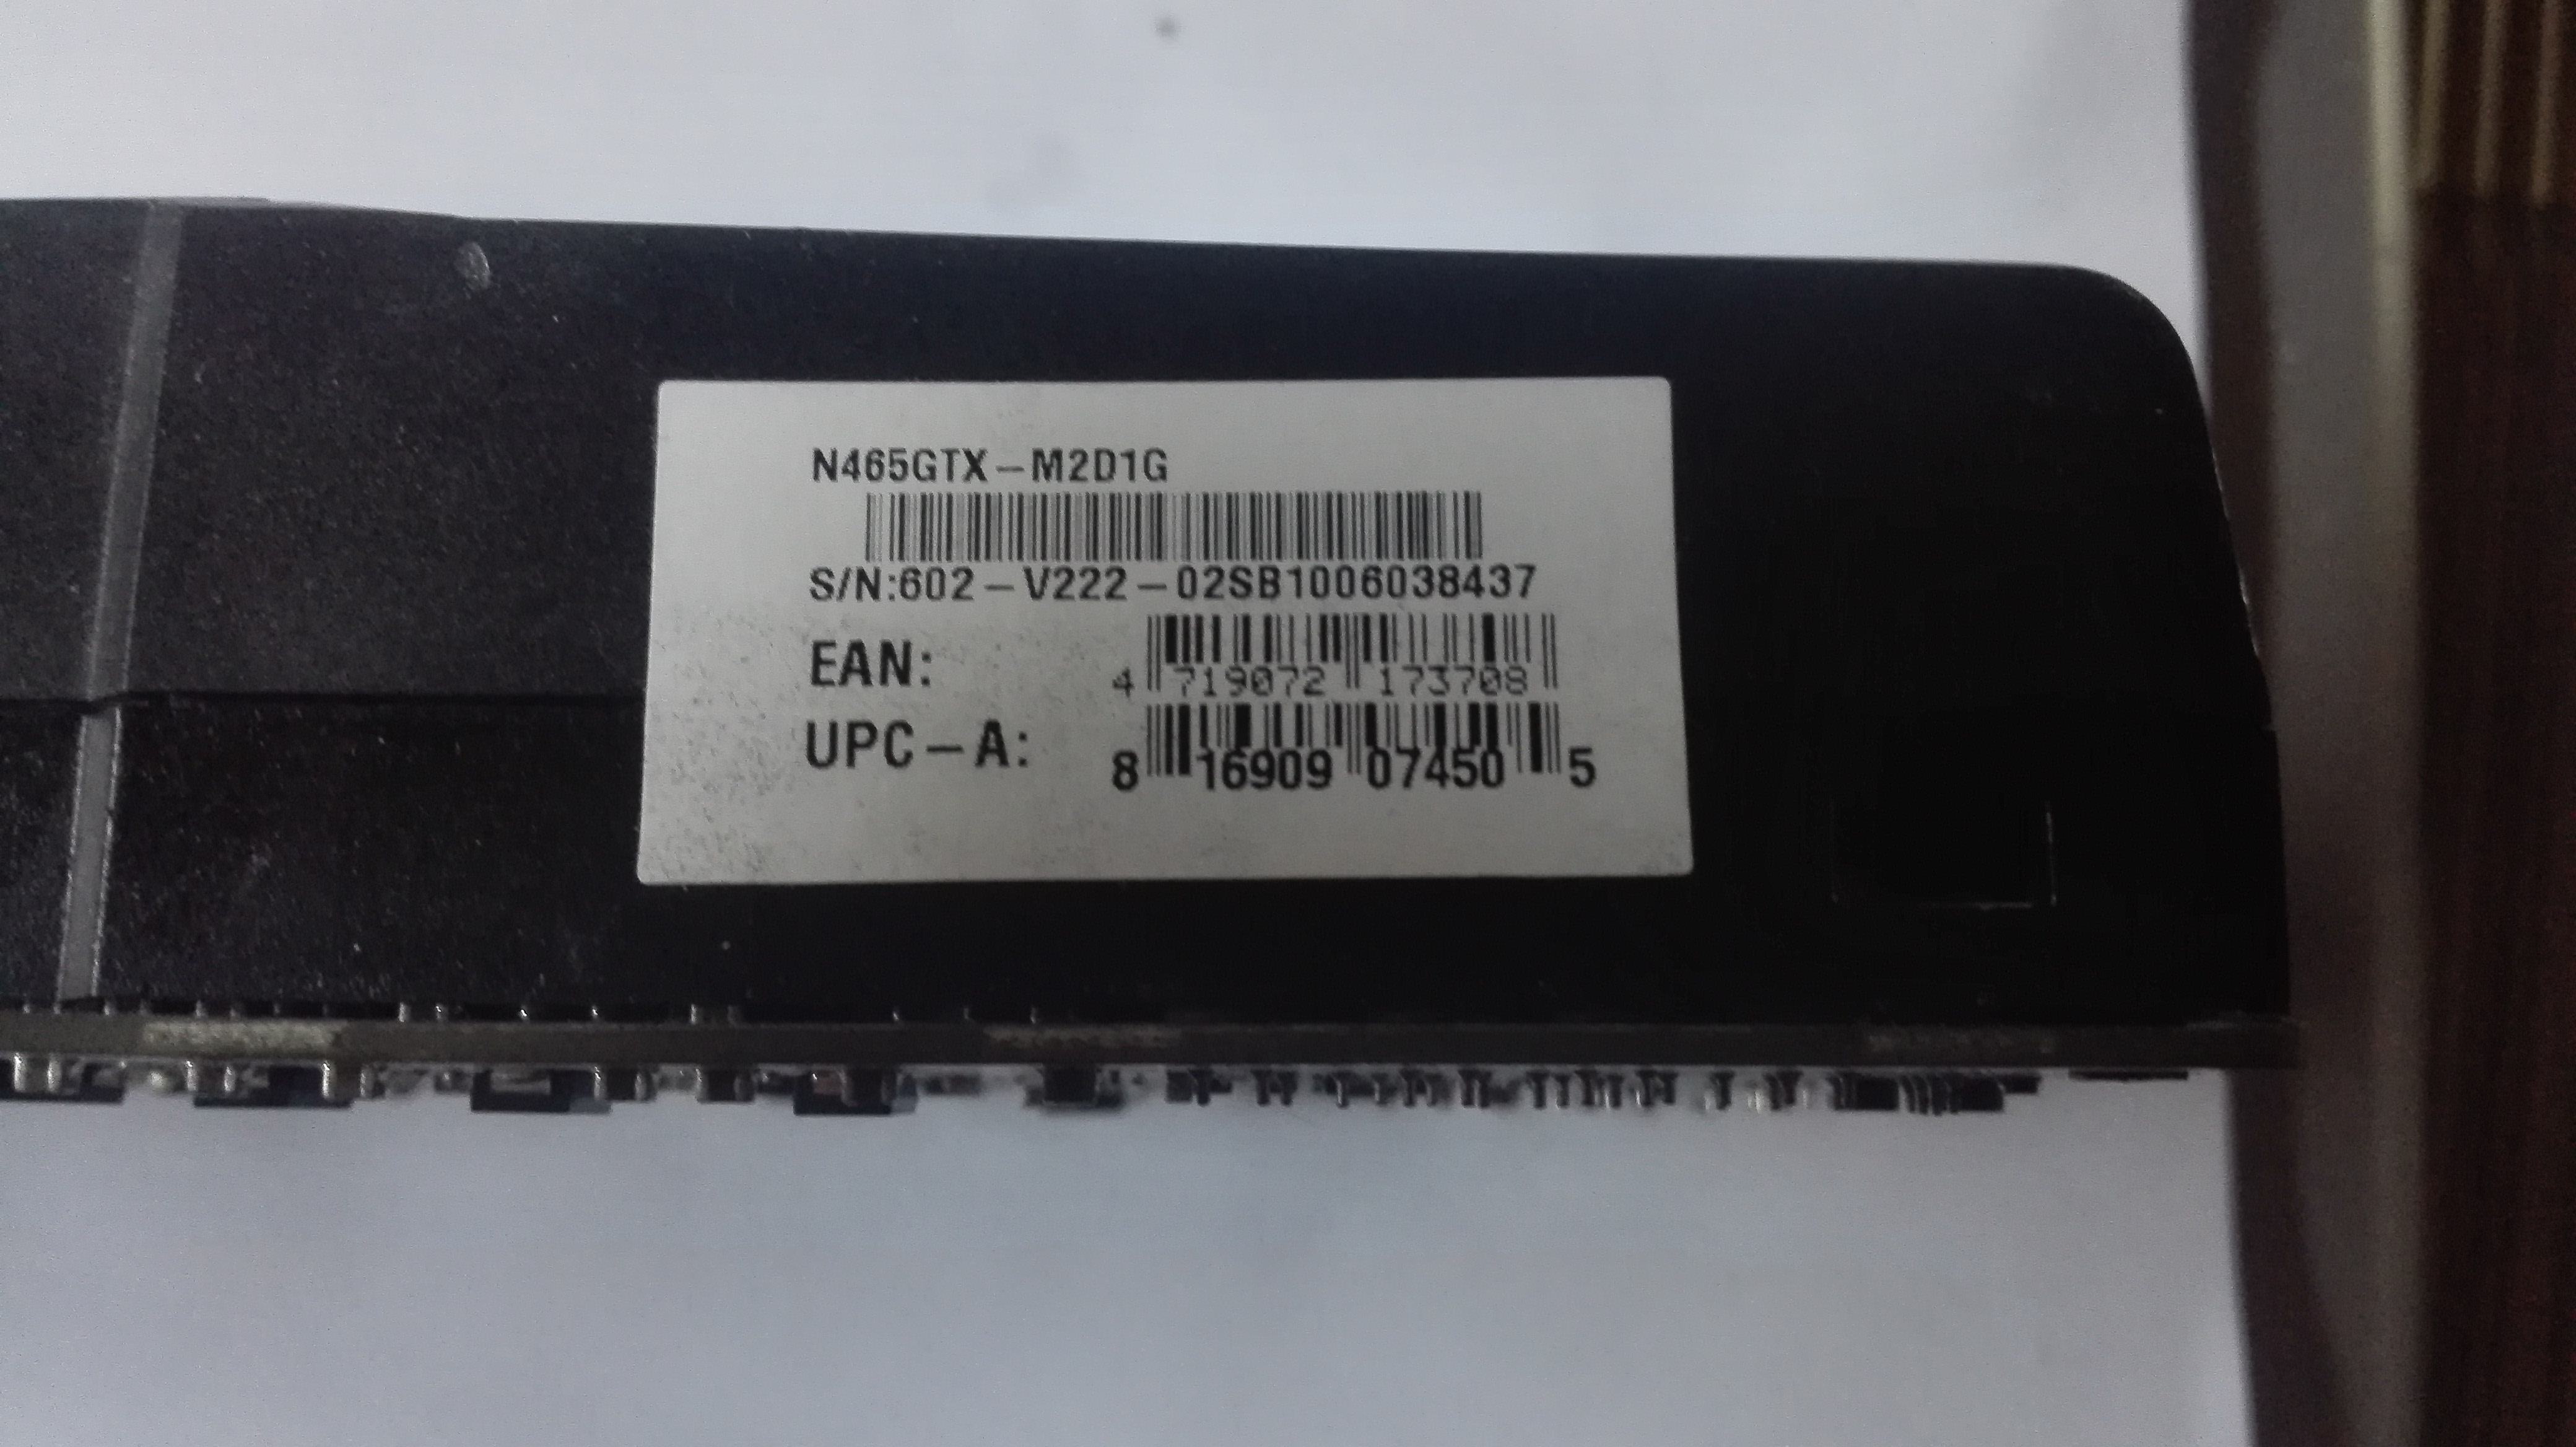 N465GTX-M2D1G
S/N:602-V222-02SB1006038437
EAN: 4 719072 173708
UPC-A: 8 16909 07450 5